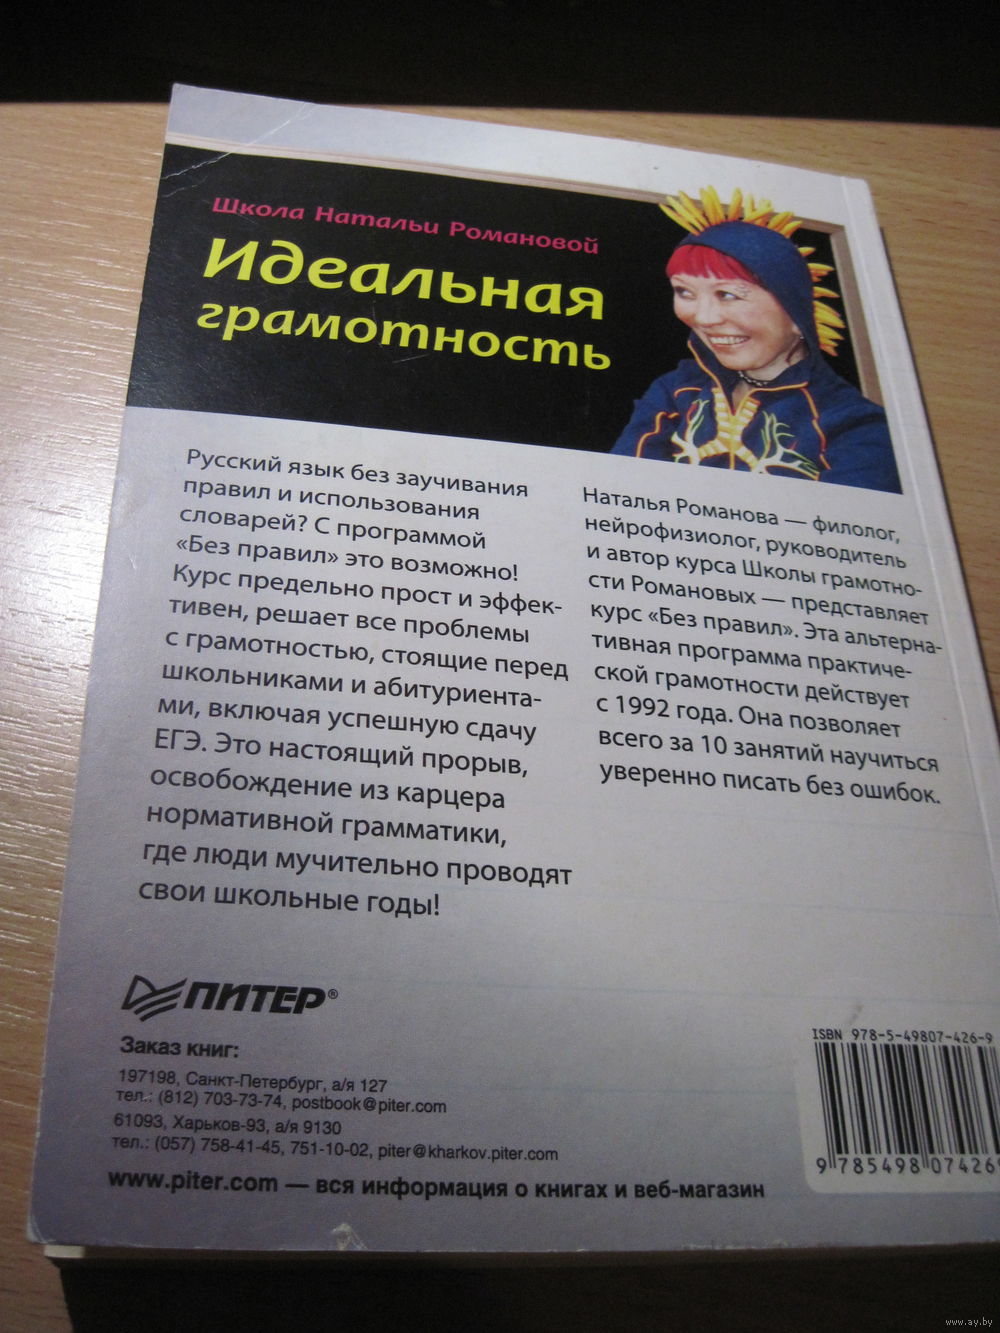 Школа Натальи Романовой
Идеальная
грамотность
Русский язык без заучивания
правил и использования
словарей? С программой
«Без правил» это возможно!
Курс предельно прост и эффек-
тивен, решает все проблемы
с грамотностью, стоящие перед
школьниками и абитуриента-
ми, включая успешную сдачу
ЕГЭ. Это настоящий прорыв,
освобождение из карцера
нормативной грамматики,
где люди мучительно проводят
свои школьные годы!
Наталья Романова — филолог,
нейрофизиолог, руководитель
и автор курса Школы грамотно-
сти Романовых — представляет
курс «Без правил». Эта альтерна-
тивная программа практиче-
ской грамотности действует
с 1992 года. Она позволяет
всего за 10 занятий научиться
уверенно писать без ошибок.
ПИТЕР®
Заказ книг:
197198, Санкт-Петербург, а/я 127
тел.: (812) 703-73-74, postbook@piter.com
61093, Харьков-93, а/я 9130
тел.: (057) 758-41-45, 751-10-02, piter@kharkov.piter.com
www.piter.com — вся информация о книгах и веб-магазин
ISBN 978-5-49807-426-9
9 785498 07426
www.ay.by